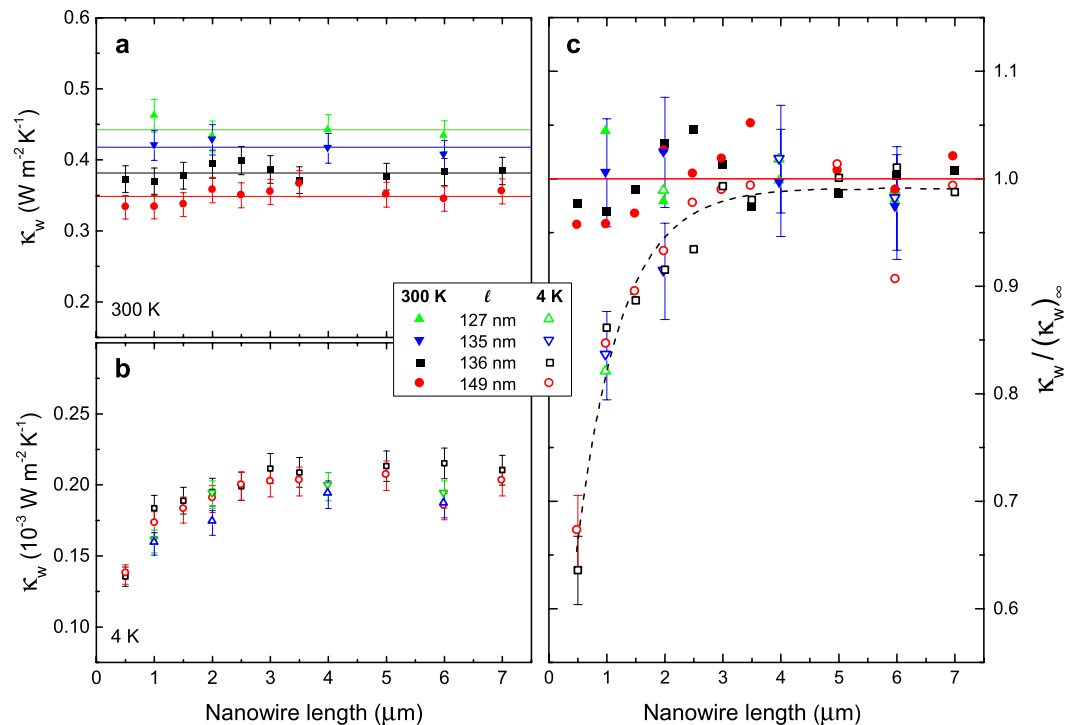 a
κw (W m-2 K-1)
0.6
0.5
0.4
0.3
0.2
300 K
b
κw (10-3 W m-2 K-1)
0.25
0.20
0.15
0.10
4 K
0 1 2 3 4 5 6 7
Nanowire length (μm)
300 K ℓ 4 K
127 nm
135 nm
136 nm
149 nm
c
1.1
1.0
0.9
0.8
0.7
0.6
κw / (κw)∞
0 1 2 3 4 5 6 7
Nanowire length (μm)